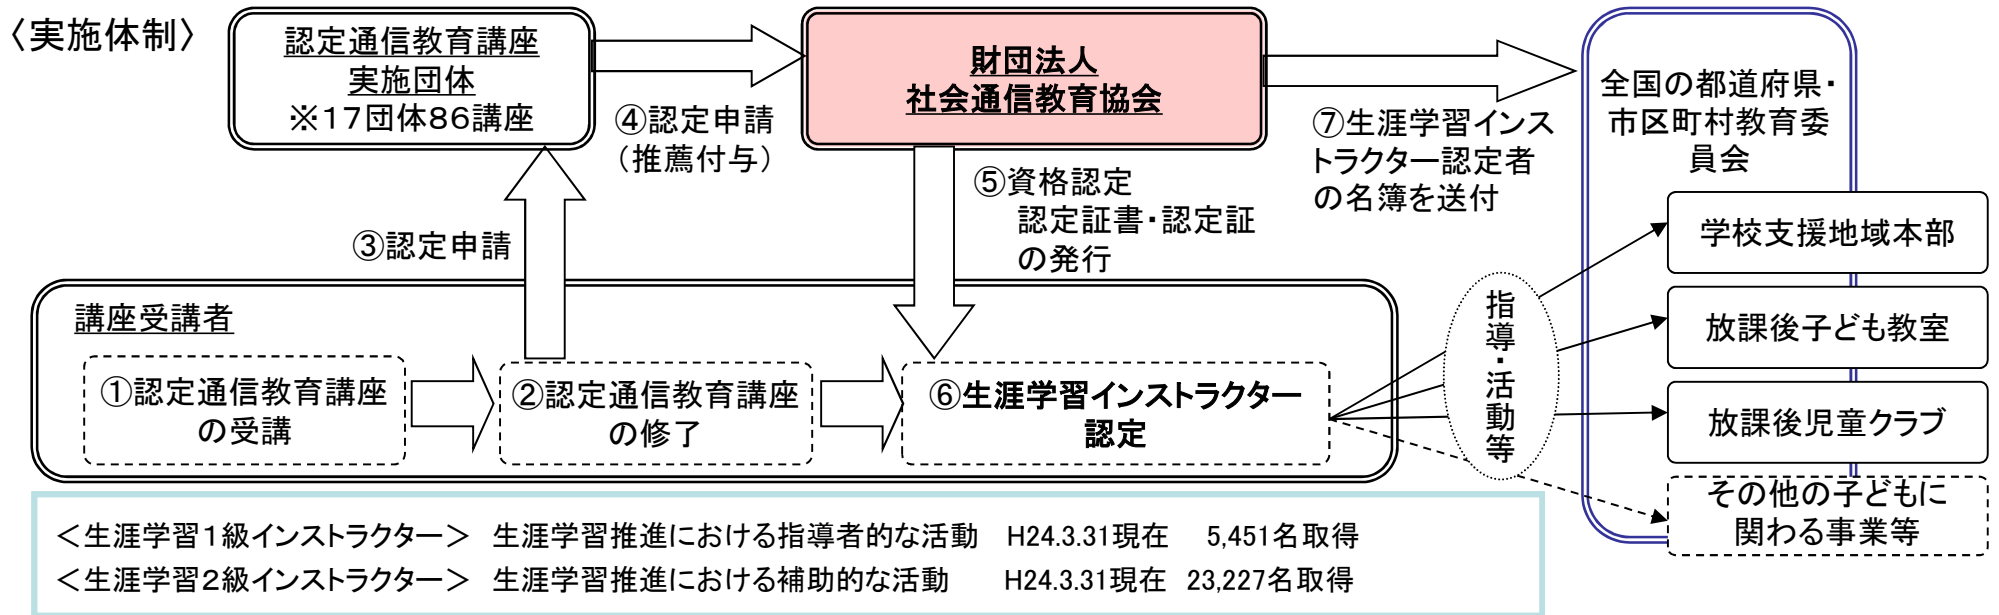 〈実施体制〉
認定通信教育講座
実施団体
※17団体86講座
④認定申請
（推薦付与）
財団法人
社会通信教育協会
⑦生涯学習インス
トラクター認定者
の名簿を送付
全国の都道府県・
市区町村教育委
員会
③認定申請
⑤資格認定
認定証書・認定証
の発行
講座受講者
①認定通信教育講座
の受講
②認定通信教育講座
の修了
⑥生涯学習インストラクター
認定
指導・活動等
学校支援地域本部
放課後子ども教室
放課後児童クラブ
その他の子どもに
関わる事業等
＜生涯学習１級インストラクター＞ 生涯学習推進における指導者的な活動 H24.3.31現在 5,451名取得
＜生涯学習２級インストラクター＞ 生涯学習推進における補助的な活動 H24.3.31現在 23,227名取得